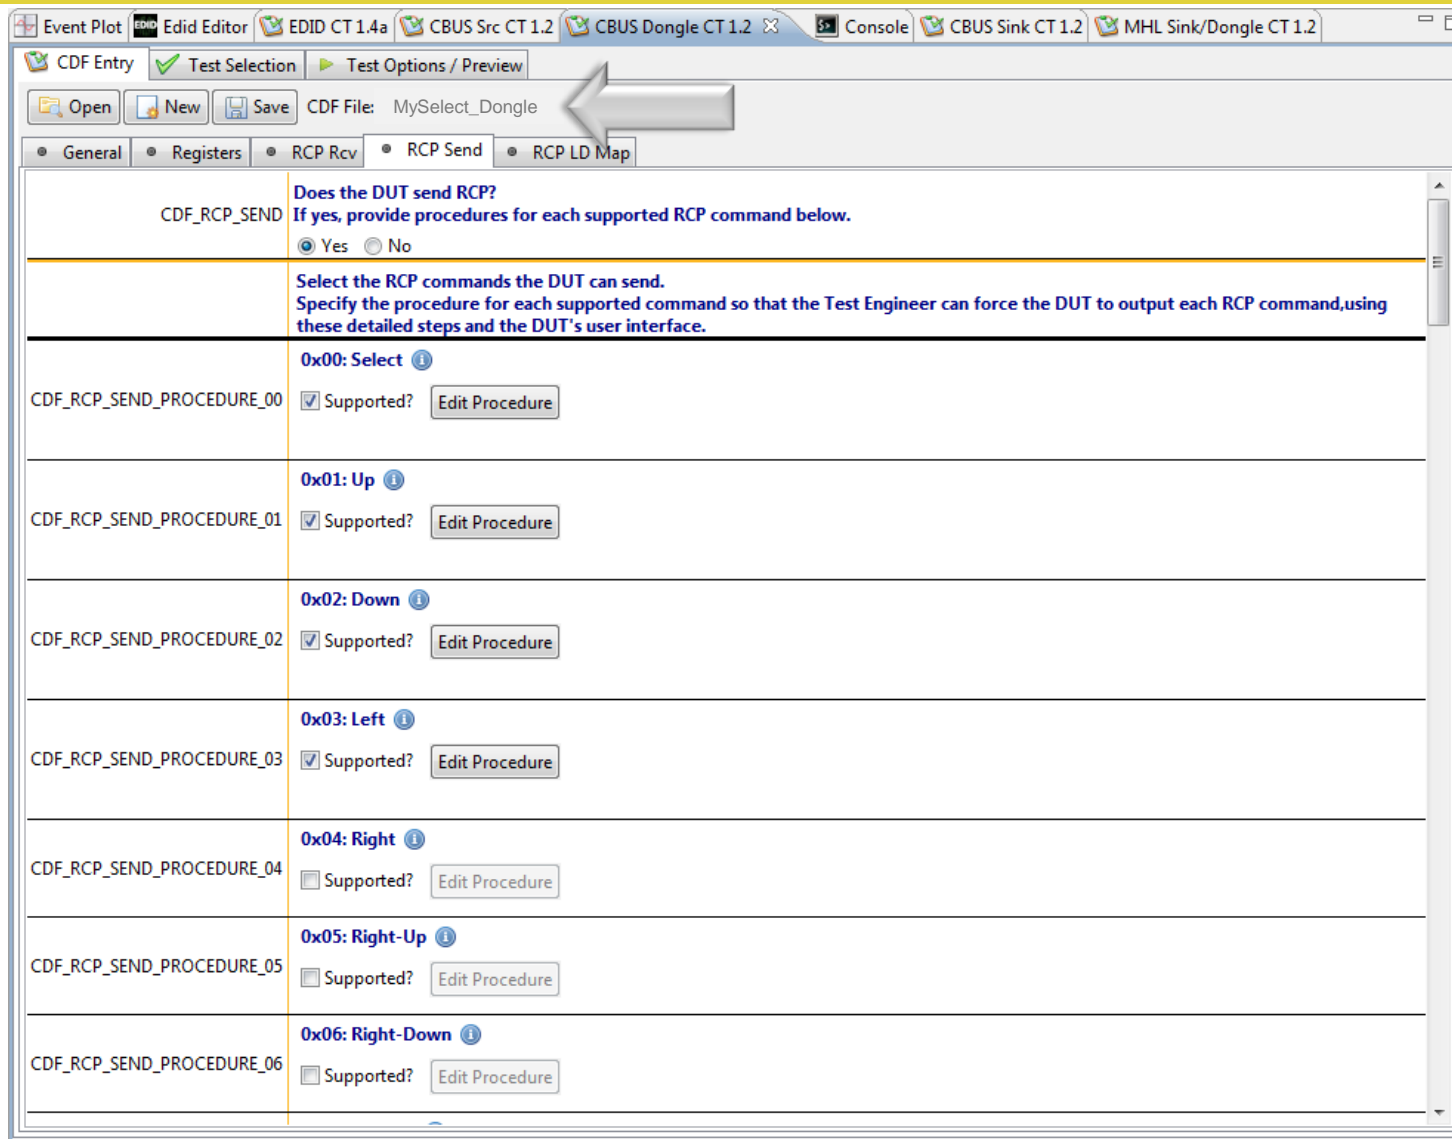 Event Plot EDID Edid Editor EDID CT 1.4a CBUS Src CT 1.2 CBUS Dongle CT 1.2 Console CBUS Sink CT 1.2 MHL Sink/Dongle CT 1.2
CDF Entry Test Selection Test Options / Preview
Open New Save CDF File: MySelect_Dongle
General Registers RCP Rcv RCP Send RCP LD Map
Does the DUT send RCP?
CDF_RCP_SEND If yes, provide procedures for each supported RCP command below.
Yes No
Select the RCP commands the DUT can send.
Specify the procedure for each supported command so that the Test Engineer can force the DUT to output each RCP command,using
these detailed steps and the DUT's user interface.
0x00: Select
CDF_RCP_SEND_PROCEDURE_00 Supported? Edit Procedure
0x01: Up
CDF_RCP_SEND_PROCEDURE_01 Supported? Edit Procedure
0x02: Down
CDF_RCP_SEND_PROCEDURE_02 Supported? Edit Procedure
0x03: Left
CDF_RCP_SEND_PROCEDURE_03 Supported? Edit Procedure
0x04: Right
CDF_RCP_SEND_PROCEDURE_04 Supported? Edit Procedure
0x05: Right-Up
CDF_RCP_SEND_PROCEDURE_05 Supported? Edit Procedure
0x06: Right-Down
CDF_RCP_SEND_PROCEDURE_06 Supported? Edit Procedure